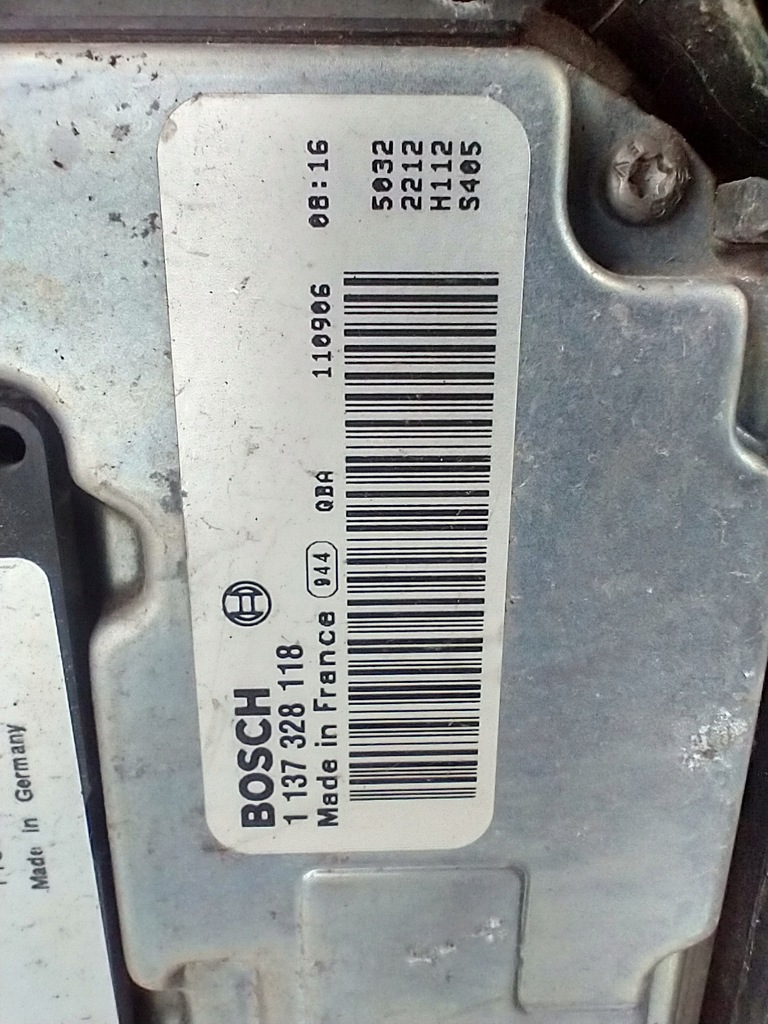 BOSCH
1 137 328 118
Made in France 944 QBA 110906 08:16
5032
2212
H112
S405
Made in Germany